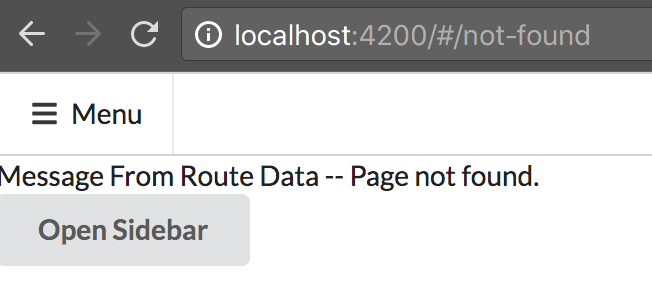 localhost:4200/#/not-found
Menu
Message From Route Data -- Page not found.
Open Sidebar